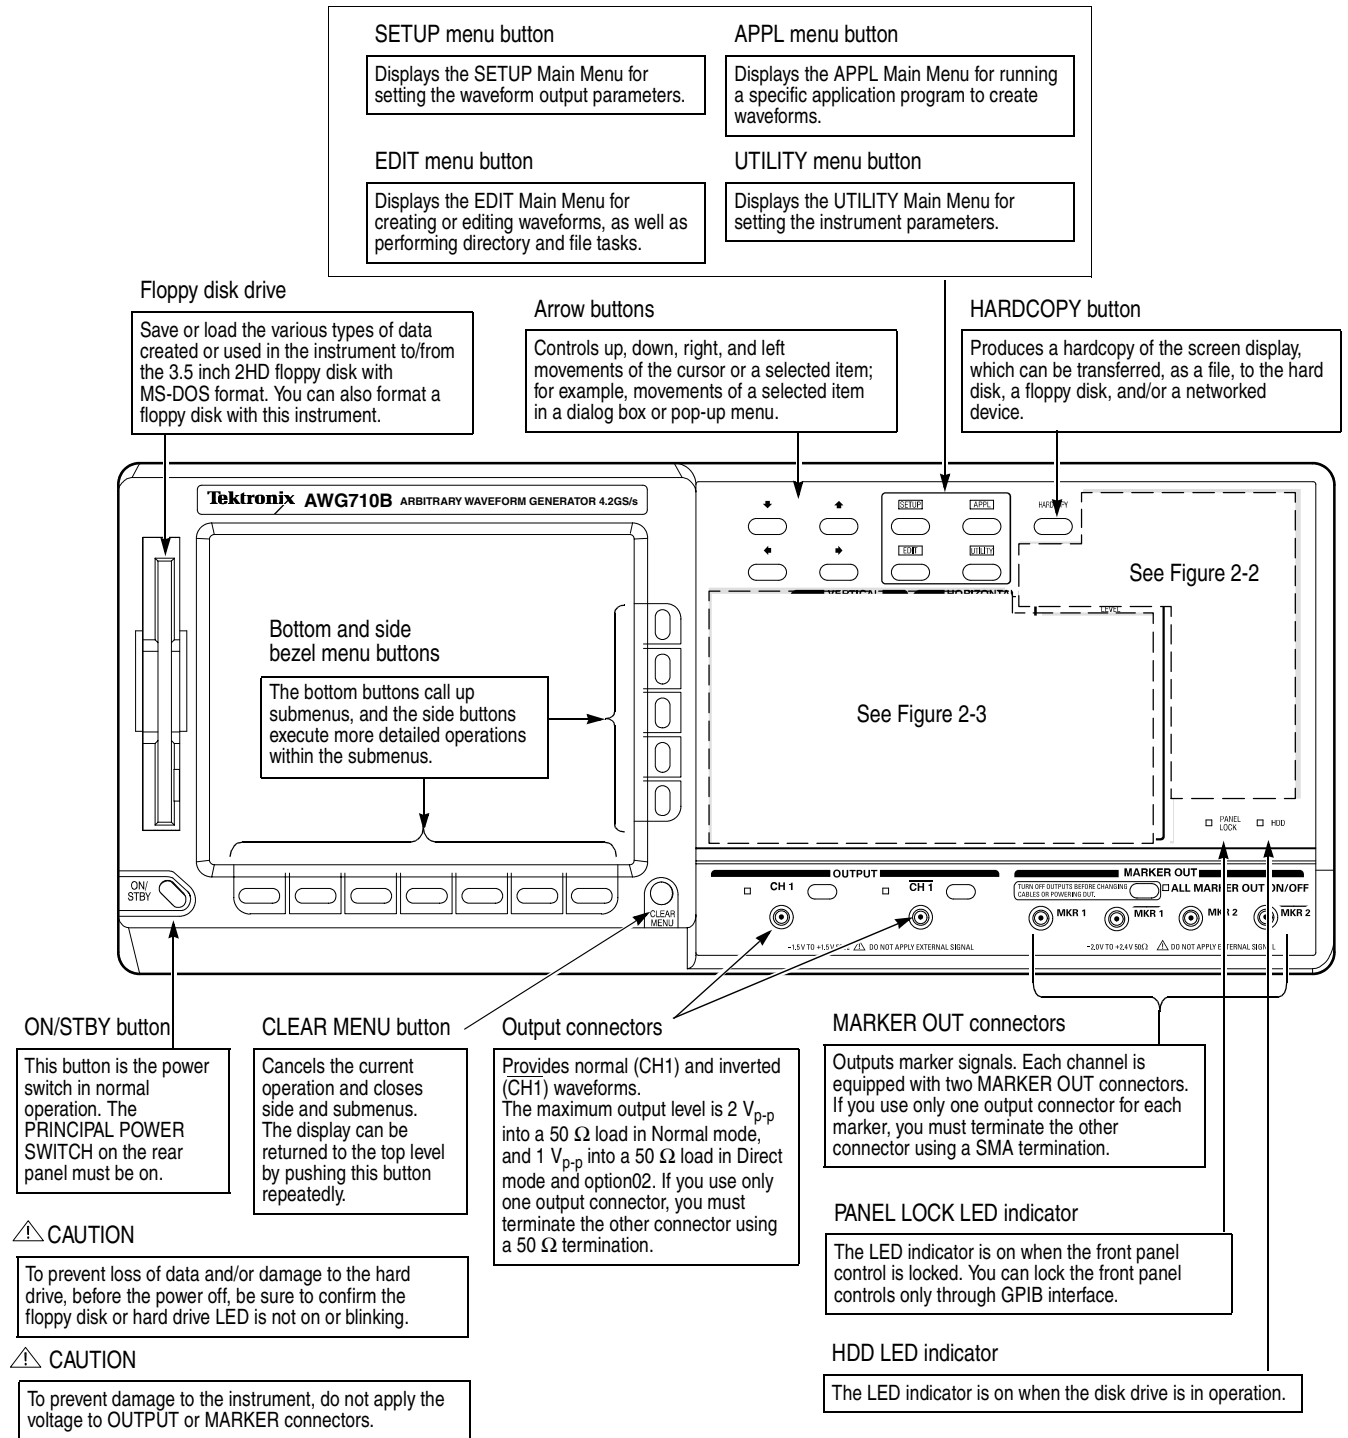 SETUP menu button
Displays the SETUP Main Menu for
setting the waveform output parameters.
APPL menu button
Displays the APPL Main Menu for running
a specific application program to create
waveforms.
EDIT menu button
Displays the EDIT Main Menu for
creating or editing waveforms, as well as
performing directory and file tasks.
UTILITY menu button
Displays the UTILITY Main Menu for
setting the instrument parameters.
Floppy disk drive
Save or load the various types of data
created or used in the instrument to/from
the 3.5 inch 2HD floppy disk with
MS-DOS format. You can also format a
floppy disk with this instrument.
Arrow buttons
Controls up, down, right, and left
movements of the cursor or a selected item;
for example, movements of a selected item
in a dialog box or pop-up menu.
HARDCOPY button
Produces a hardcopy of the screen display,
which can be transferred, as a file, to the hard
disk, a floppy disk, and/or a networked
device.
Tektronix AWG710B ARBITRARY WAVEFORM GENERATOR 4.2GS/s
SETUP
APPL
HARDCOPY
EDIT
UTILITY
VERTICAL
HORIZONTAL
LEVEL
See Figure 2-2
See Figure 2-3
Bottom and side
bezel menu buttons
The bottom buttons call up
submenus, and the side buttons
execute more detailed operations
within the submenus.
PANEL
LOCK
HDD
ON/
STBY
CLEAR
MENU
OUTPUT
CH 1
CH 1
-1.5V TO +1.5V 50Ω ⚠ DO NOT APPLY EXTERNAL SIGNAL
MARKER OUT
TURN OFF OUTPUTS BEFORE CHANGING
CABLES OR POWERING DUT.
ALL MARKER OUT ON/OFF
MKR 1
MKR 1
MKR 2
MKR 2
-2.0V TO +2.4V 50Ω ⚠ DO NOT APPLY EXTERNAL SIGNAL
ON/STBY button
This button is the power
switch in normal
operation. The
PRINCIPAL POWER
SWITCH on the rear
panel must be on.
CLEAR MENU button
Cancels the current
operation and closes
side and submenus.
The display can be
returned to the top level
by pushing this button
repeatedly.
Output connectors
Provides normal (CH1) and inverted
(C̅H̅1̅) waveforms.
The maximum output level is 2 Vp-p
into a 50 Ω load in Normal mode,
and 1 Vp-p into a 50 Ω load in Direct
mode and option02. If you use only
one output connector, you must
terminate the other connector using
a 50 Ω termination.
MARKER OUT connectors
Outputs marker signals. Each channel is
equipped with two MARKER OUT connectors.
If you use only one output connector for each
marker, you must terminate the other
connector using a SMA termination.
PANEL LOCK LED indicator
The LED indicator is on when the front panel
control is locked. You can lock the front panel
controls only through GPIB interface.
HDD LED indicator
The LED indicator is on when the disk drive is in operation.
⚠ CAUTION
To prevent loss of data and/or damage to the hard
drive, before the power off, be sure to confirm the
floppy disk or hard drive LED is not on or blinking.
⚠ CAUTION
To prevent damage to the instrument, do not apply the
voltage to OUTPUT or MARKER connectors.